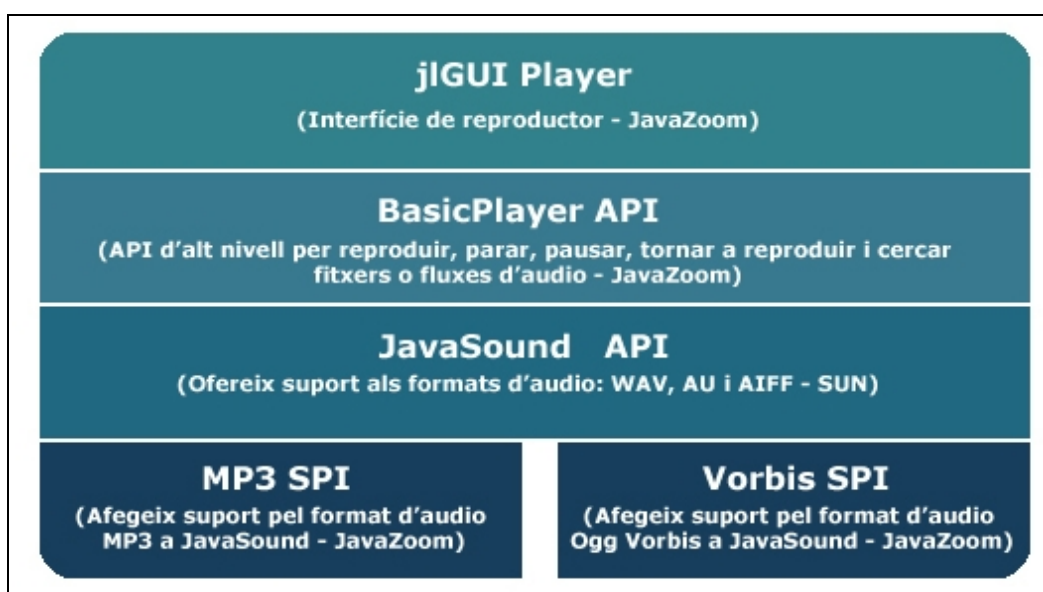 jlGUI Player
(Interfície de reproductor - JavaZoom)
BasicPlayer API
(API d’alt nivell per reproduir, parar, pausar, tornar a reproduir i cercar
fitxers o fluxes d’audio - JavaZoom)
JavaSound API
(Ofereix suport als formats d’audio: WAV, AU i AIFF - SUN)
MP3 SPI
(Afegeix suport pel format d’audio
MP3 a JavaSound - JavaZoom)
Vorbis SPI
(Afegeix suport pel format d’audio
Ogg Vorbis a JavaSound - JavaZoom)